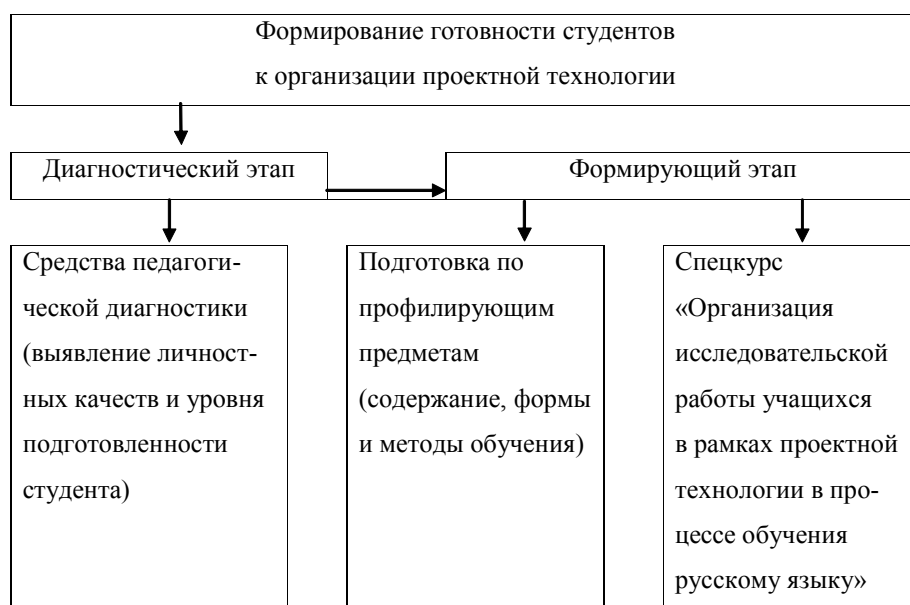 Формирование готовности студентов
к организации проектной технологии
Диагностический этап
Формирующий этап
Средства педагоги-
ческой диагностики
(выявление личност-
ных качеств и уровня
подготовленности
студента)
Подготовка по
профилирующим
предметам
(содержание, формы
и методы обучения)
Спецкурс
«Организация
исследовательской
работы учащихся
в рамках проектной
технологии в про-
цессе обучения
русскому языку»